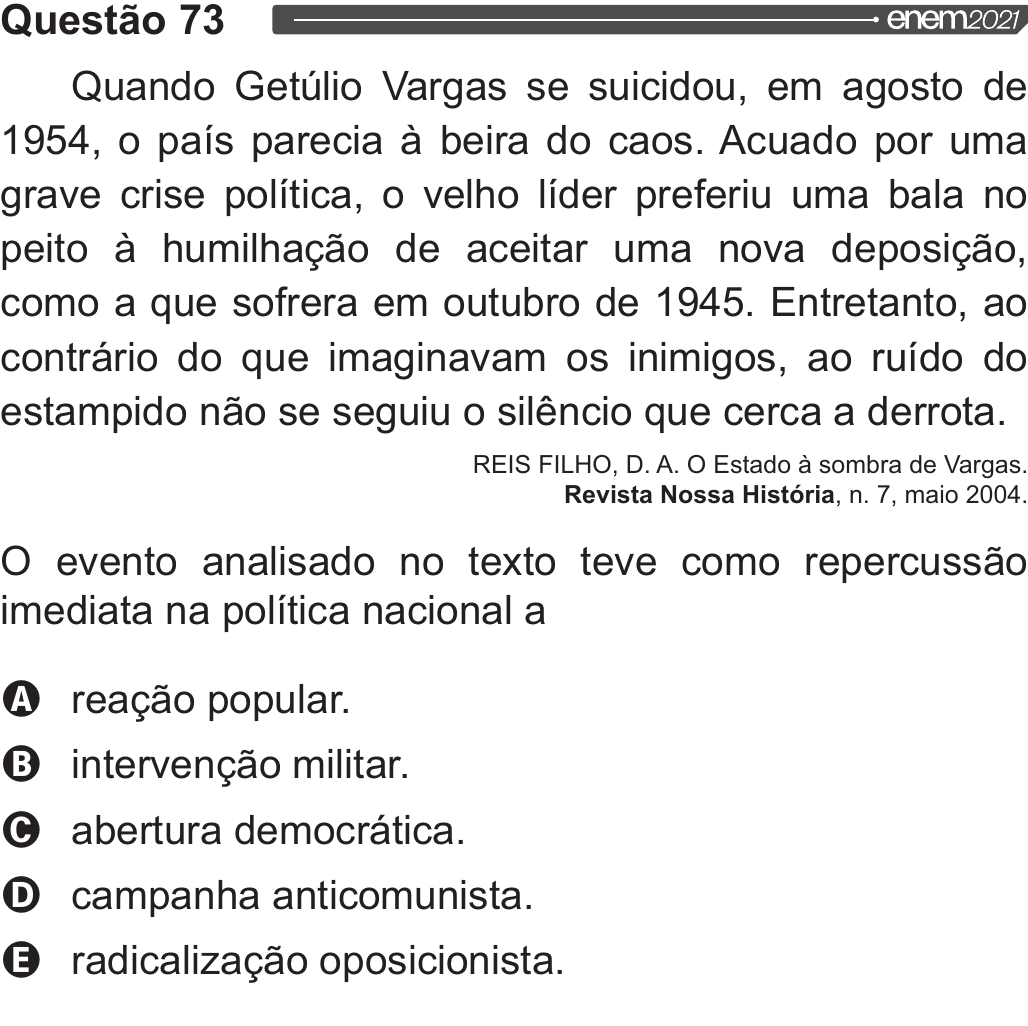 Questão 73
enem2021
Quando Getúlio Vargas se suicidou, em agosto de
1954, o país parecia à beira do caos. Acuado por uma
grave crise política, o velho líder preferiu uma bala no
peito à humilhação de aceitar uma nova deposição,
como a que sofrera em outubro de 1945. Entretanto, ao
contrário do que imaginavam os inimigos, ao ruído do
estampido não se seguiu o silêncio que cerca a derrota.
REIS FILHO, D. A. O Estado à sombra de Vargas.
Revista Nossa História, n. 7, maio 2004.
O evento analisado no texto teve como repercussão
imediata na política nacional a
A reação popular.
B intervenção militar.
C abertura democrática.
D campanha anticomunista.
E radicalização oposicionista.